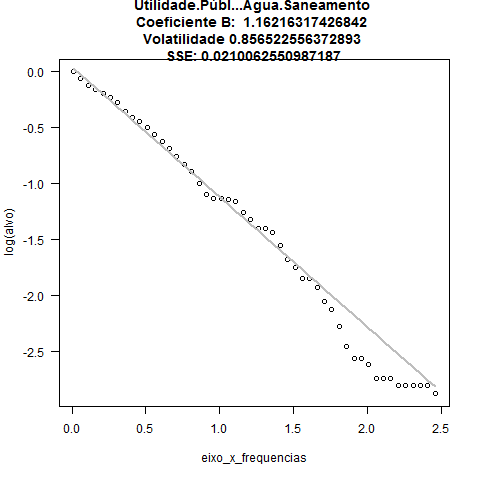 Utilidade.Públ...Água.Saneamento
Coeficiente B:  1.16216317426842
Volatilidade 0.856522556372893
SSE: 0.0210062550987187
0.0
-0.5
-1.0
-1.5
-2.0
-2.5
log(alvo)
0.0 0.5 1.0 1.5 2.0 2.5
eixo_x_frequencias